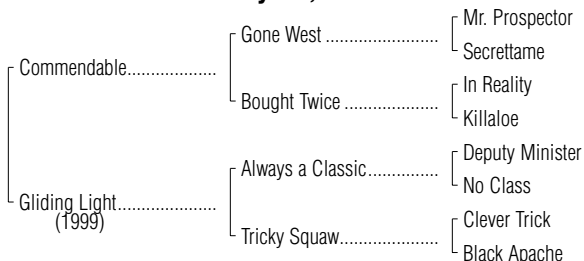 Mr. Prospector
Gone West
Secrettame
Commendable
In Reality
Bought Twice
Killaloe
Deputy Minister
Always a Classic
No Class
Gliding Light
(1999)
Clever Trick
Tricky Squaw
Black Apache